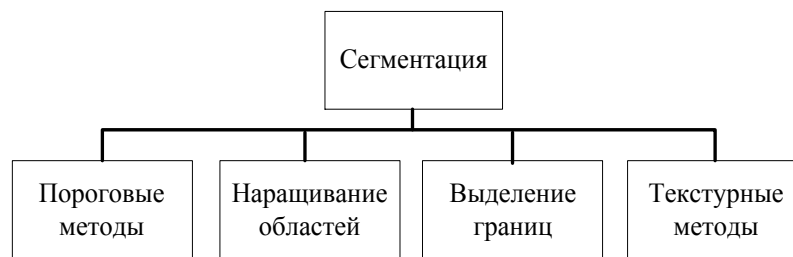 Сегментация
Пороговые
методы
Наращивание
областей
Выделение
границ
Текстурные
методы